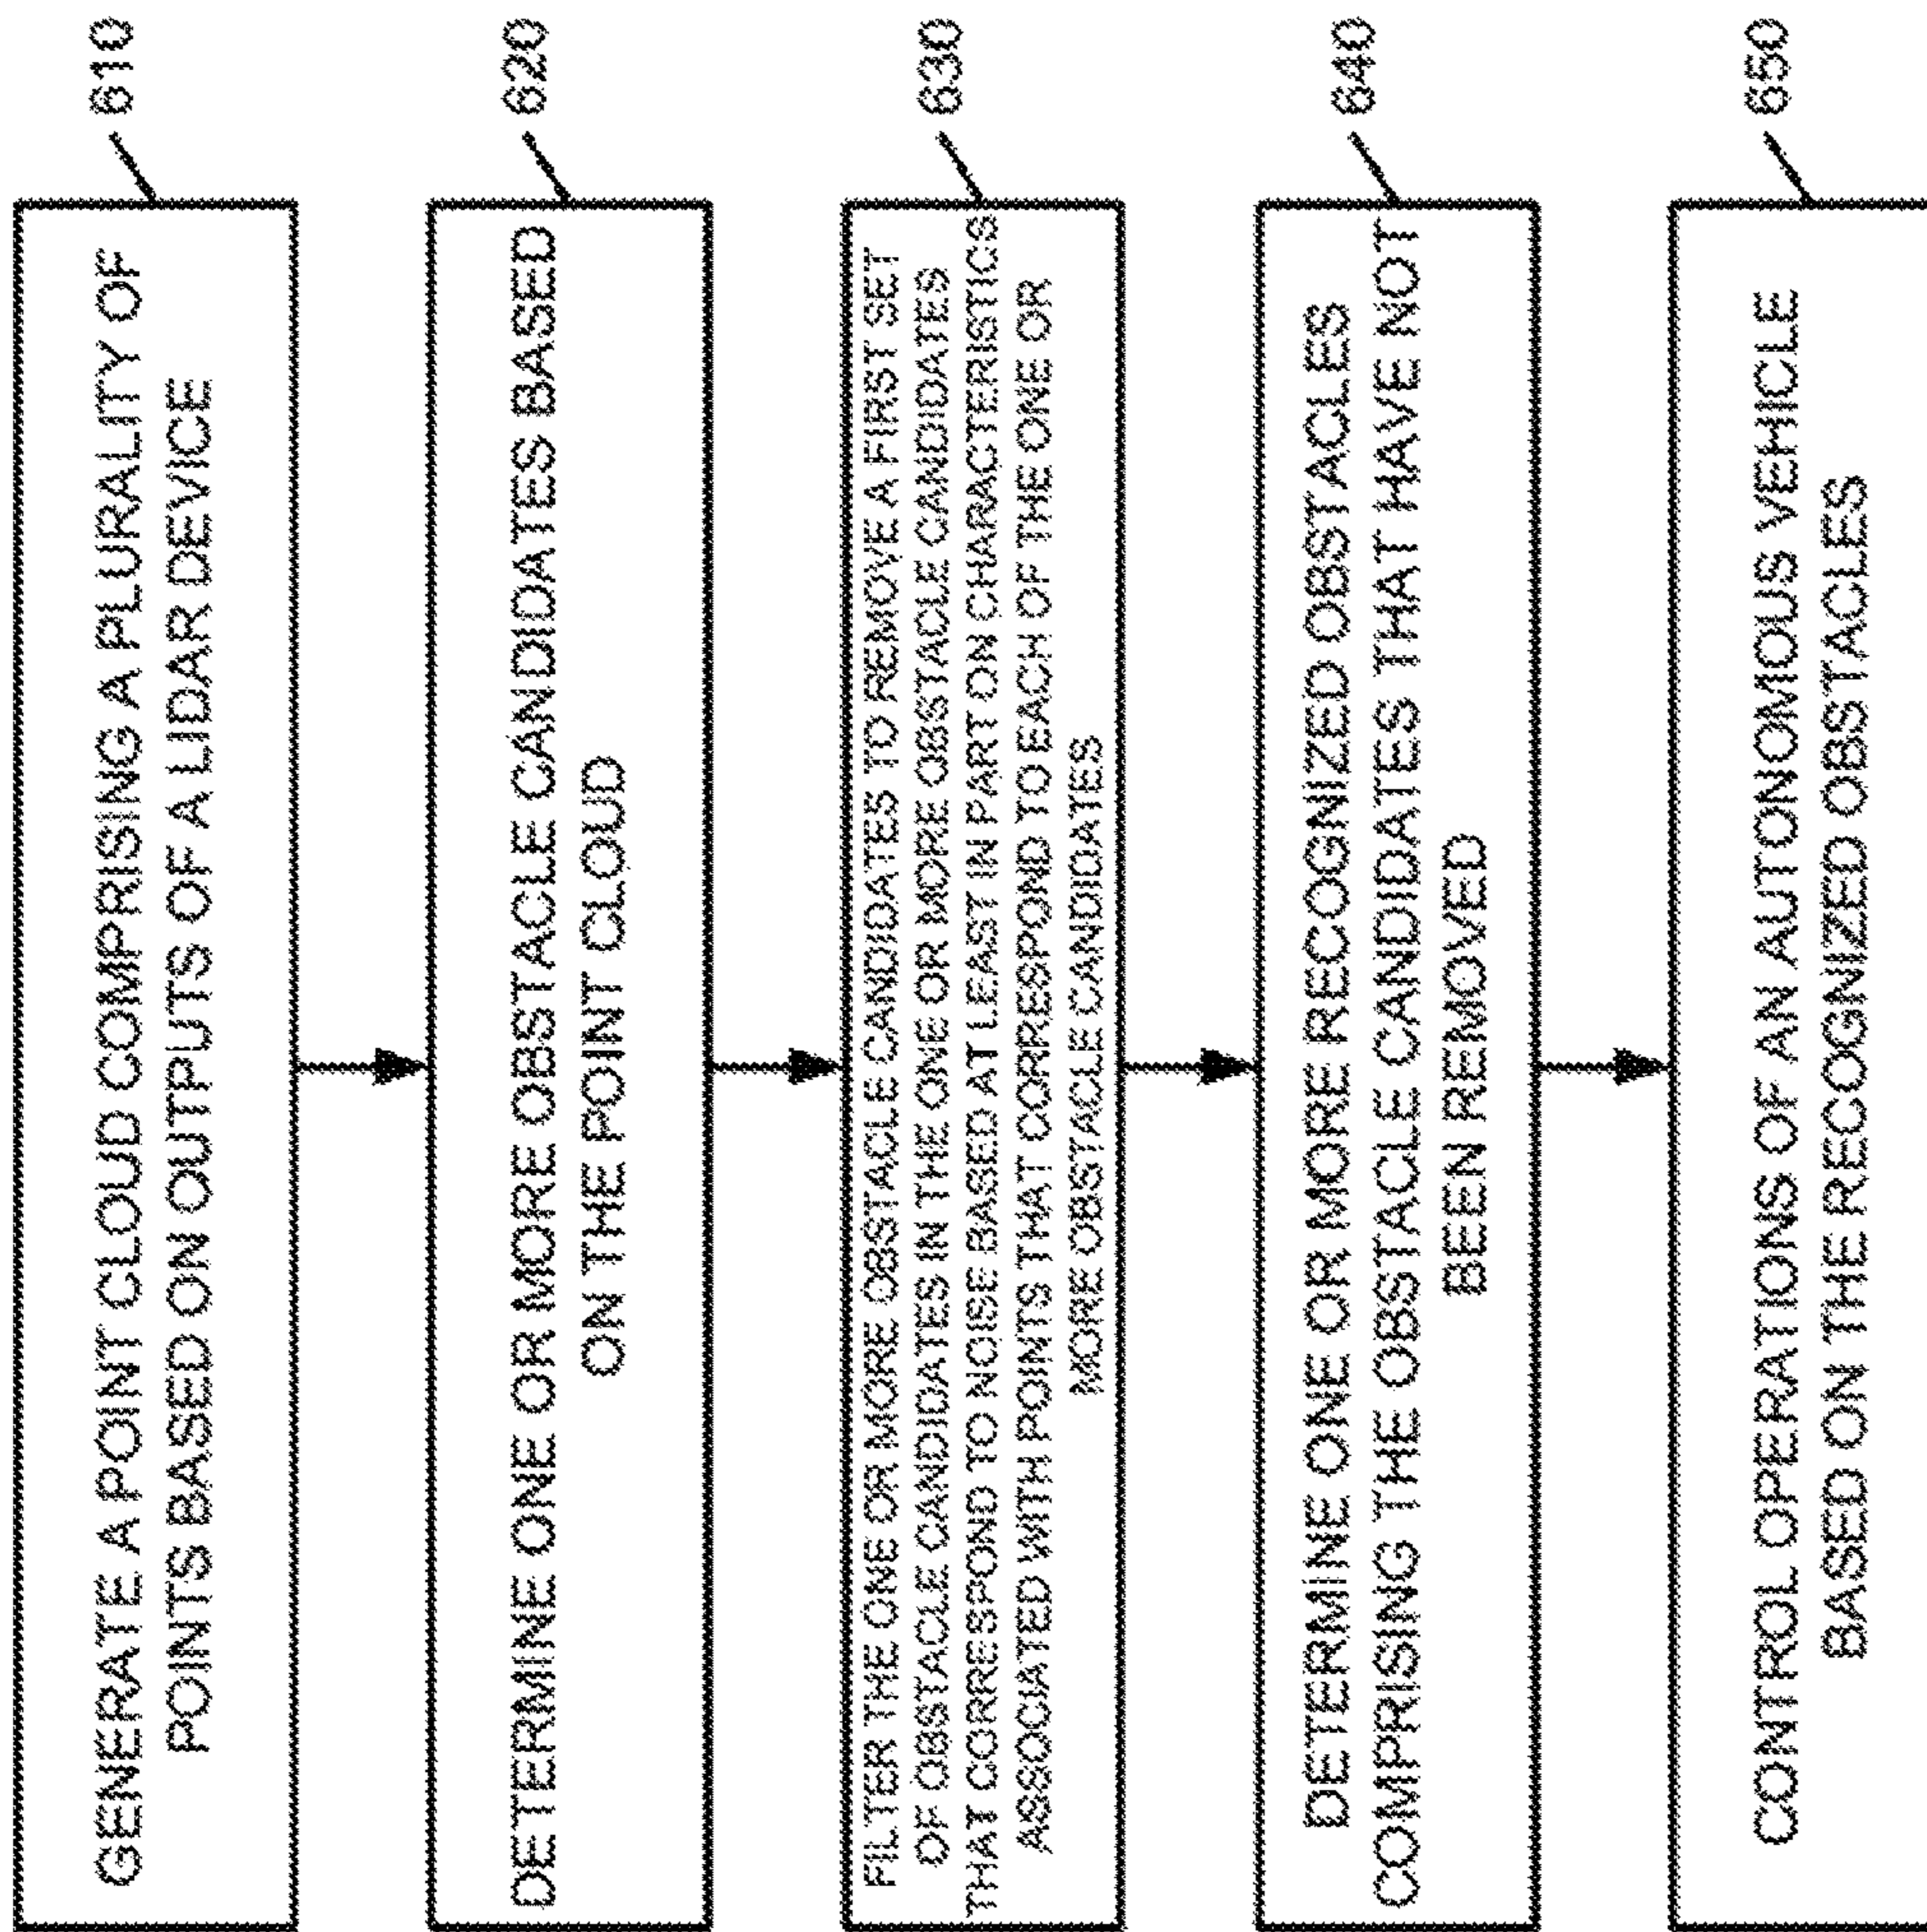 GENERATE A POINT CLOUD COMPRISING A PLURALITY OF
POINTS BASED ON OUTPUTS OF A LIDAR DEVICE
610
DETERMINE ONE OR MORE OBSTACLE CANDIDATES BASED
ON THE POINT CLOUD
620
FILTER THE ONE OR MORE OBSTACLE CANDIDATES TO REMOVE A FIRST SET
OF OBSTACLE CANDIDATES IN THE ONE OR MORE OBSTACLE CANDIDATES
THAT CORRESPOND TO NOISE BASED AT LEAST IN PART ON CHARACTERISTICS
ASSOCIATED WITH POINTS THAT CORRESPOND TO EACH OF THE ONE OR
MORE OBSTACLE CANDIDATES
630
DETERMINE ONE OR MORE RECOGNIZED OBSTACLES
COMPRISING THE OBSTACLE CANDIDATES THAT HAVE NOT
BEEN REMOVED
640
CONTROL OPERATIONS OF AN AUTONOMOUS VEHICLE
BASED ON THE RECOGNIZED OBSTACLES
650